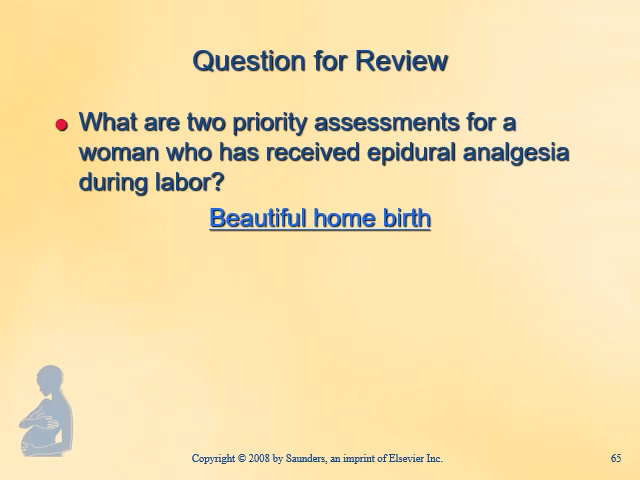 Question for Review
What are two priority assessments for a
woman who has received epidural analgesia
during labor?
Beautiful home birth
Copyright © 2008 by Saunders, an imprint of Elsevier Inc.
65